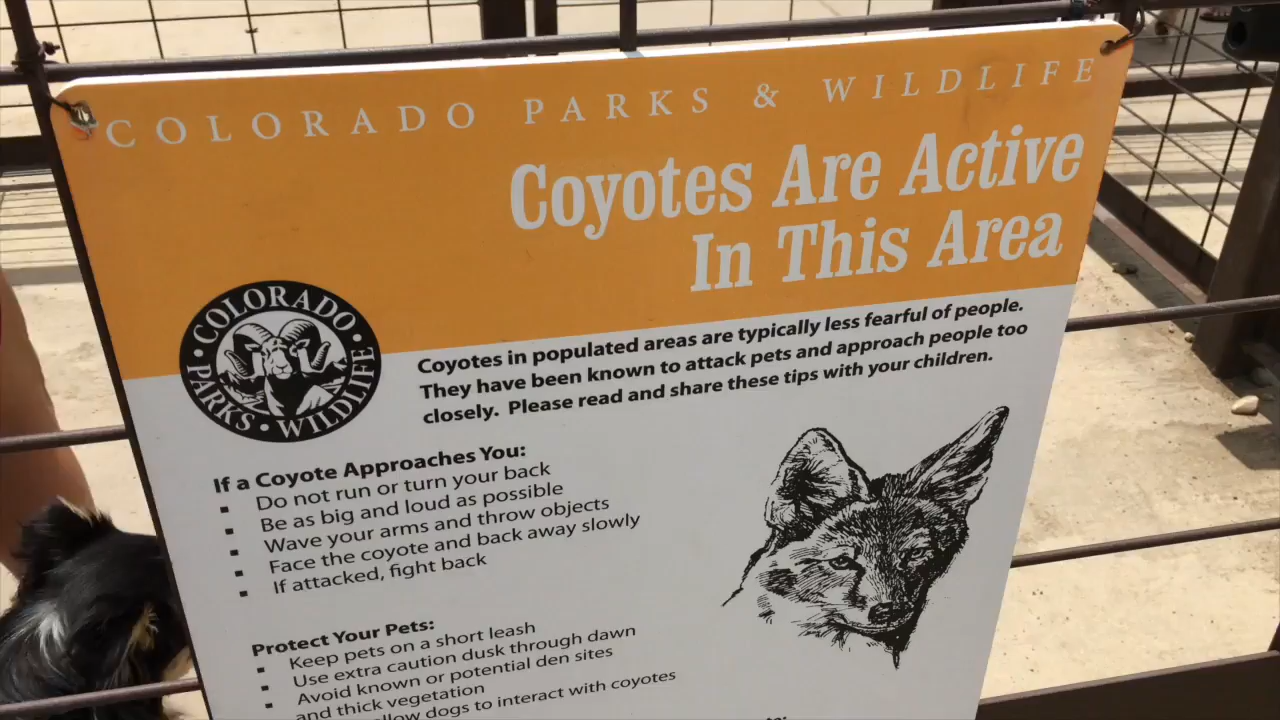 COLORADO PARKS & WILDLIFE
Coyotes Are Active
In This Area
COLORADO
PARKS • WILDLIFE
Coyotes in populated areas are typically less fearful of people.
They have been known to attack pets and approach people too
closely. Please read and share these tips with your children.
If a Coyote Approaches You:
▪ Do not run or turn your back
▪ Be as big and loud as possible
▪ Wave your arms and throw objects
▪ Face the coyote and back away slowly
▪ If attacked, fight back
Protect Your Pets:
▪ Keep pets on a short leash
▪ Use extra caution dusk through dawn
▪ Avoid known or potential den sites
and thick vegetation
dogs to interact with coyotes